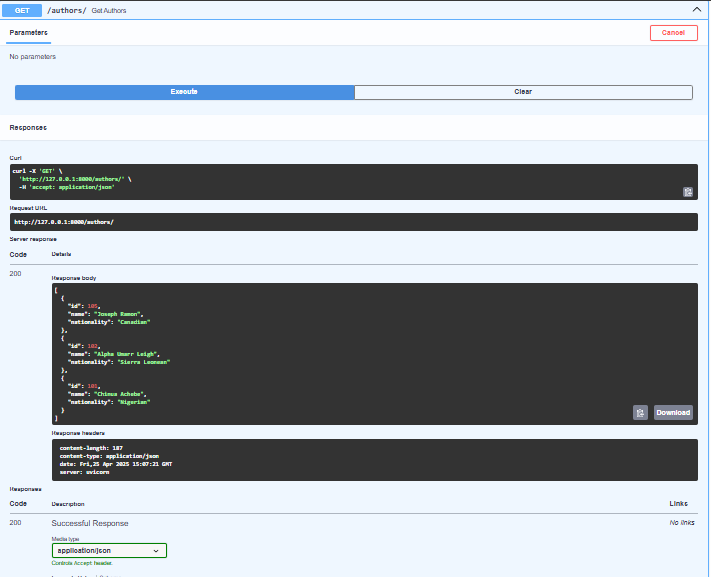 GET /authors/ Get Authors
Parameters
Cancel
No parameters
Execute
Clear
Responses
Curl
curl -X 'GET' \
'http://127.0.0.1:8000/authors/' \
-H 'accept: application/json'
Request URL
http://127.0.0.1:8000/authors/
Server response
Code Details
200
Response body
[
{
"id": 105,
"name": "Joseph Ramon",
"nationality": "Canadian"
},
{
"id": 102,
"name": "Alpha Umarr Leigh",
"nationality": "Sierra Leonean"
},
{
"id": 101,
"name": "Chinua Achebe",
"nationality": "Nigerian"
}
]
Download
Response headers
content-length: 187
content-type: application/json
date: Fri,25 Apr 2025 15:07:21 GMT
server: uvicorn
Responses
Code Description Links
200 Successful Response No links
Media type
application/json
Controls Accept header.